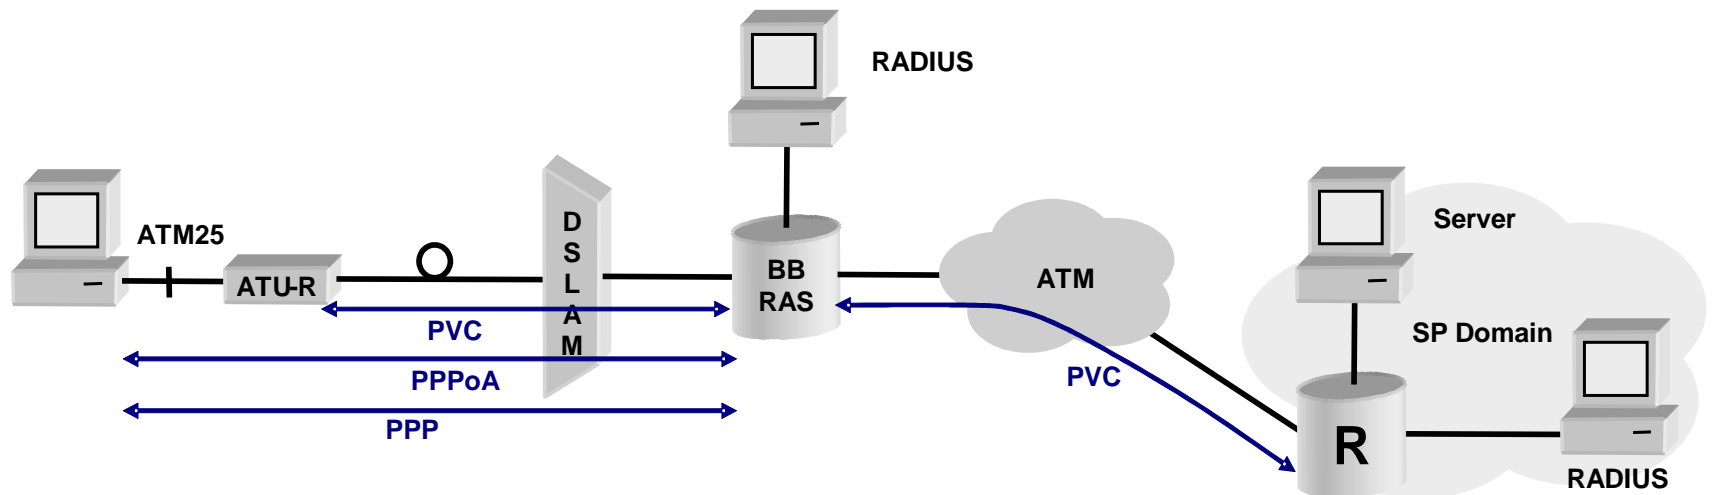 RADIUS
ATM25
ATU-R
DSLAM
BB
RAS
ATM
Server
SP Domain
PVC
PPPoA
PPP
PVC
R
RADIUS